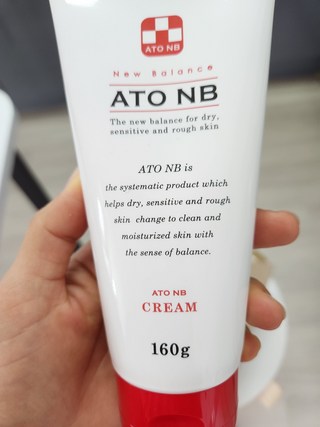 ATO NB
New Balance
ATO NB
The new balance for dry,
sensitive and rough skin
ATO NB is
the systematic product which
helps dry, sensitive and rough
skin change to clean and
moisturized skin with
the sense of balance.
ATO NB
CREAM
160g